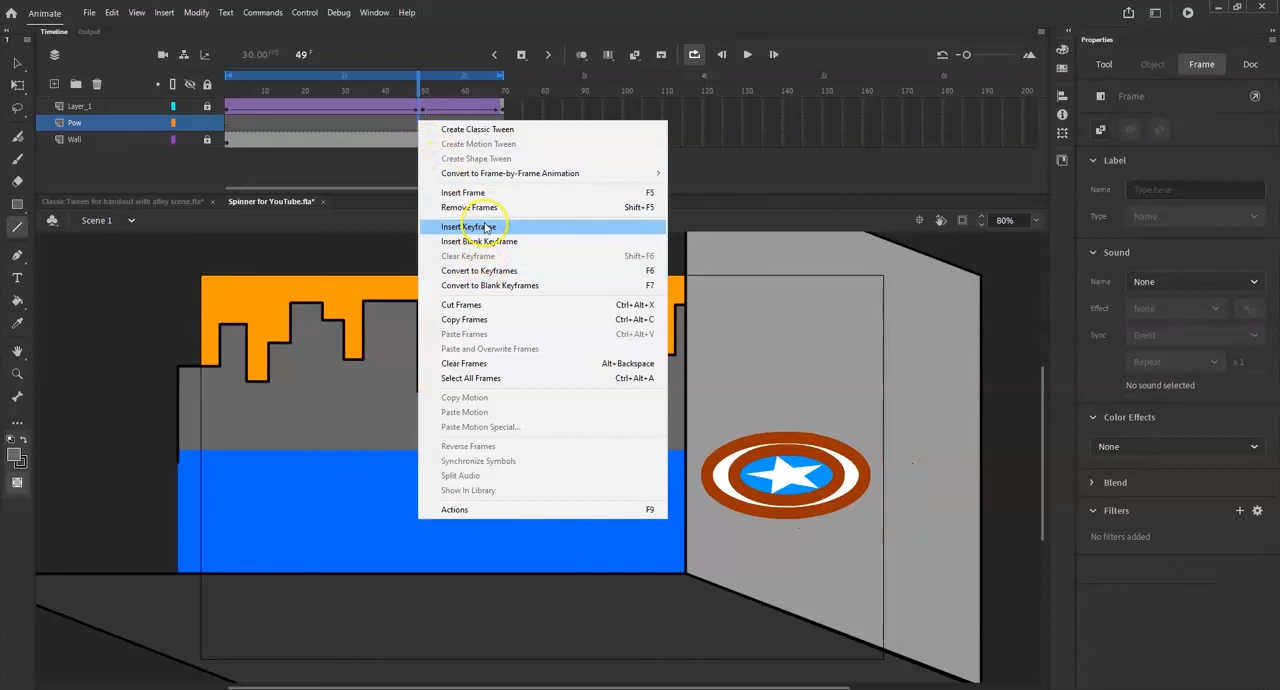 Animate File Edit View Insert Modify Text Commands Control Debug Window Help
Timeline Output
Properties
30.00 FPS 49 F
Tool Object Frame Doc
1s 2s 3s 4s 5s 6s
10 20 30 40 50 60 70 80 90 100 110 120 130 140 150 160 170 180 190 200
Frame
Layer_1
Pow
Wall
Create Classic Tween
Create Motion Tween
Create Shape Tween
Convert to Frame-by-Frame Animation
Insert Frame F5
Remove Frames Shift+F5
Insert Keyframe
Insert Blank Keyframe
Clear Keyframe Shift+F6
Convert to Keyframes F6
Convert to Blank Keyframes F7
Cut Frames Ctrl+Alt+X
Copy Frames Ctrl+Alt+C
Paste Frames Ctrl+Alt+V
Paste and Overwrite Frames
Clear Frames Alt+Backspace
Select All Frames Ctrl+Alt+A
Copy Motion
Paste Motion
Paste Motion Special...
Reverse Frames
Synchronize Symbols
Split Audio
Show In Library
Actions F9
Classic Tween for handout with alley scene.fla* × Spinner for YouTube.fla* ×
Scene 1
80%
Label
Name Type here...
Type Name
Sound
Name None
Effect None
Sync Event
Repeat x 1
No sound selected
Color Effects
None
Blend
Filters
No filters added